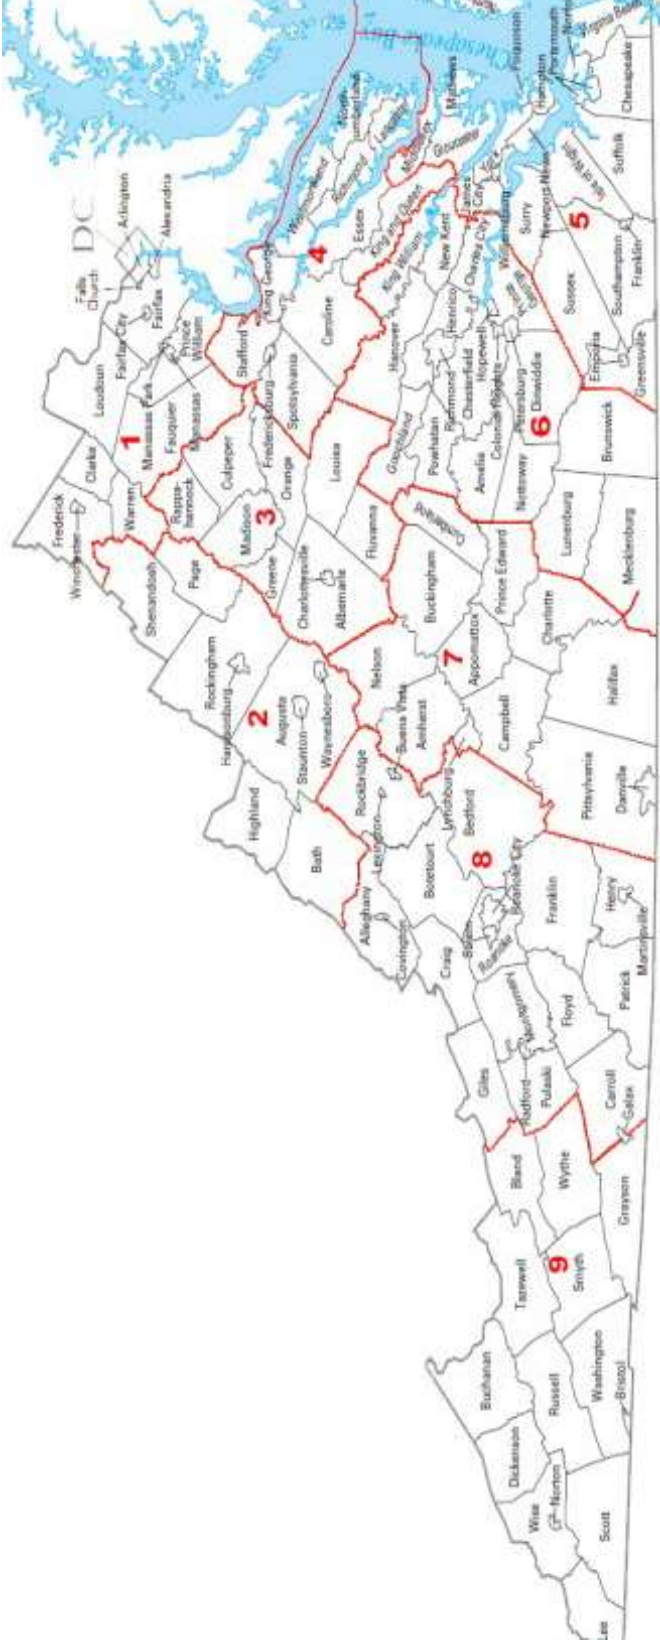 DC
Arlington
Alexandria
Falls
Church
Fairfax City
Fairfax
Loudoun
Prince
William
Manassas Park
Manassas
Fauquier
1
Clarke
Frederick
Winchester
Warren
Stafford
King George
Westmoreland
North-
umberland
Richmond
Lancaster
4
Essex
Caroline
Spotsylvania
Fredericksburg
Culpeper
Rappa-
hannock
Madison
3
Orange
Greene
Louisa
Charlottesville
Albemarle
Fluvanna
Shenandoah
Page
Rockingham
Harrisonburg
2
Augusta
Staunton
Waynesboro
Highland
Bath
Chesapeake Bay
Mathews
Middlesex
Gloucester
King and Queen
King William
New Kent
James
City
York
Williamsburg
Charles City
Newport News
Hampton
Poquoson
Portsmouth
Norfolk
Virginia Beach
Chesapeake
Suffolk
Isle of Wight
Surry
5
Sussex
Southampton
Franklin
Emporia
Greensville
Prince
George
Hanover
Henrico
Richmond
Chesterfield
Hopewell
Colonial Heights
Petersburg
Dinwiddie
6
Goochland
Powhatan
Amelia
Nottoway
Brunswick
Lunenburg
Mecklenburg
Cumberland
Buckingham
Prince Edward
Charlotte
Nelson
7
Appomattox
Amherst
Buena Vista
Campbell
Halifax
Pittsylvania
Danville
Lynchburg
Bedford
8
Rockbridge
Lexington
Botetourt
Alleghany
Covington
Craig
Salem
Roanoke
Roanoke City
Franklin
Henry
Martinsville
Patrick
Floyd
Montgomery
Giles
Radford
Pulaski
Carroll
Galax
Bland
Wythe
Grayson
Tazewell
9
Smyth
Buchanan
Russell
Washington
Bristol
Dickenson
Wise
Norton
Scott
Lee